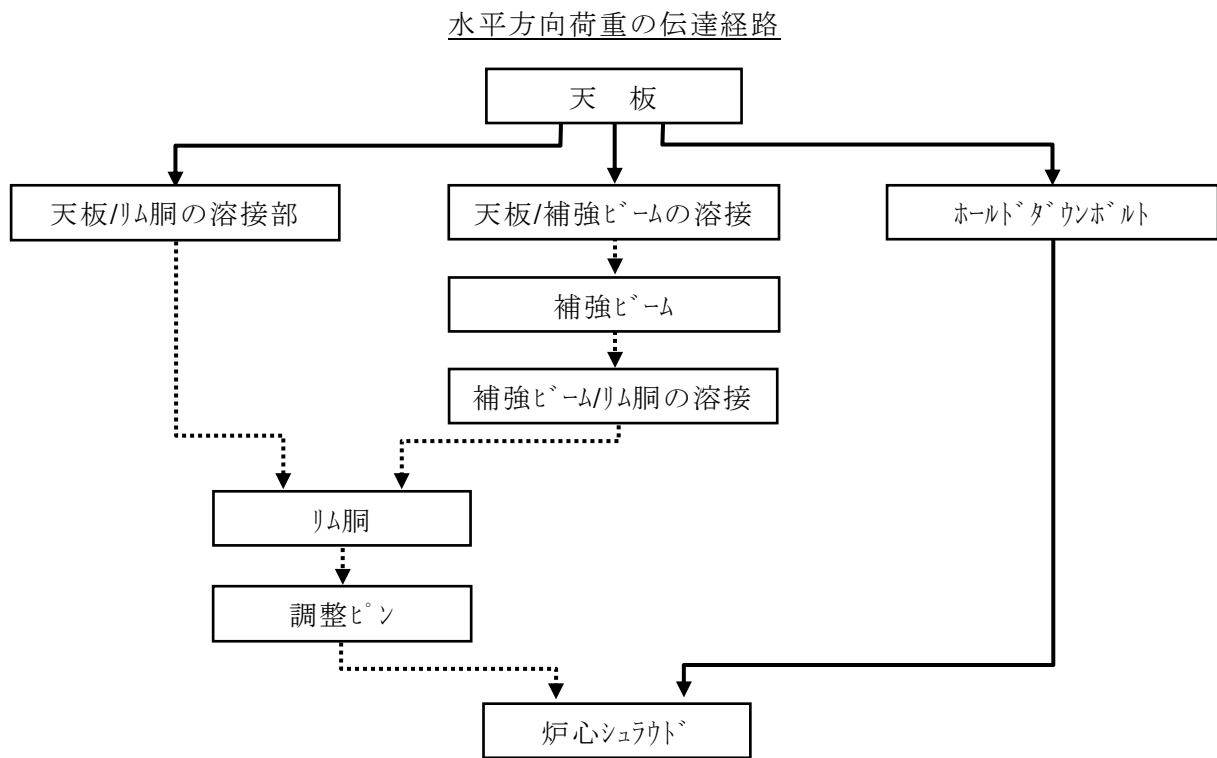 水平方向荷重の伝達経路
天　板
天板/ﾘﾑ胴の溶接部
天板/補強ﾋﾞｰﾑの溶接
ﾎｰﾙﾄﾞﾀﾞｳﾝﾎﾞﾙﾄ
補強ﾋﾞｰﾑ
補強ﾋﾞｰﾑ/ﾘﾑ胴の溶接
ﾘﾑ胴
調整ﾋﾟﾝ
炉心ｼｭﾗｳﾄﾞ